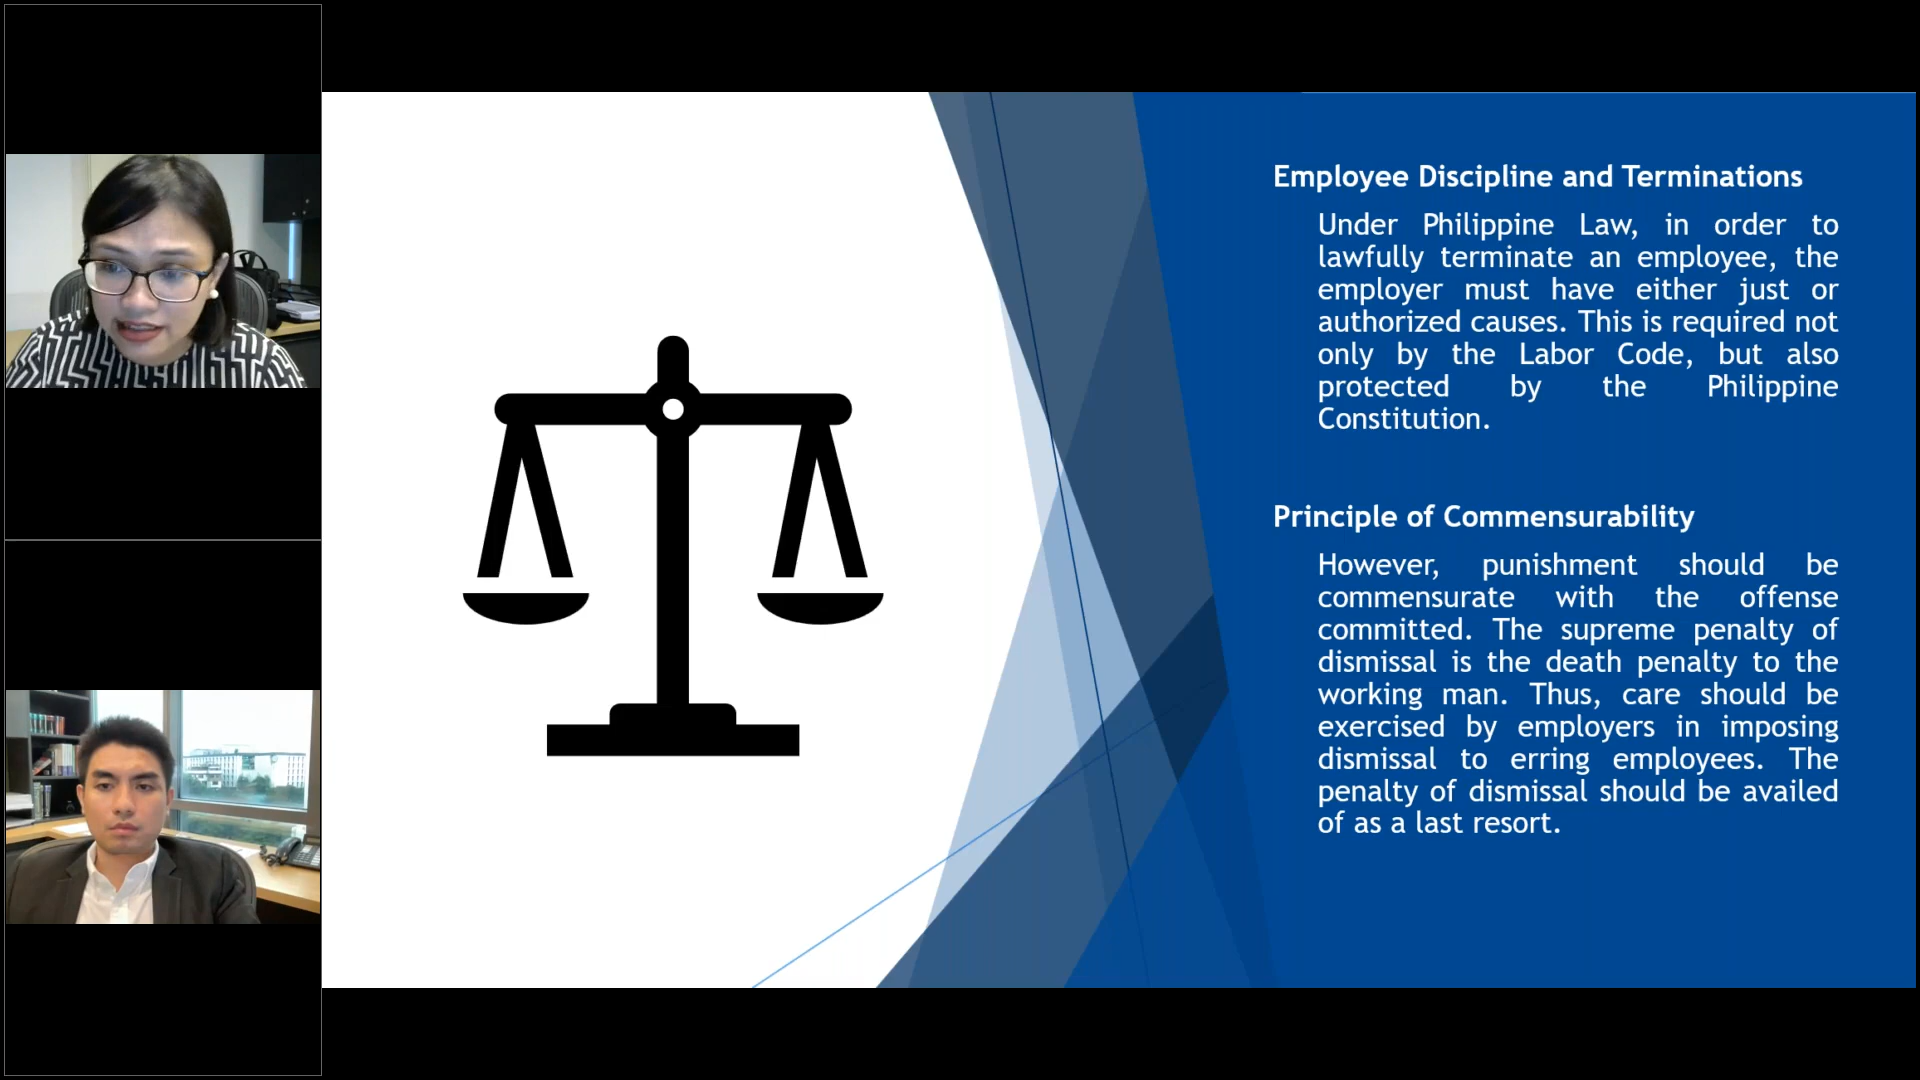 Employee Discipline and Terminations
Under Philippine Law, in order to
lawfully terminate an employee, the
employer must have either just or
authorized causes. This is required not
only by the Labor Code, but also
protected by the Philippine
Constitution.
Principle of Commensurability
However, punishment should be
commensurate with the offense
committed. The supreme penalty of
dismissal is the death penalty to the
working man. Thus, care should be
exercised by employers in imposing
dismissal to erring employees. The
penalty of dismissal should be availed
of as a last resort.